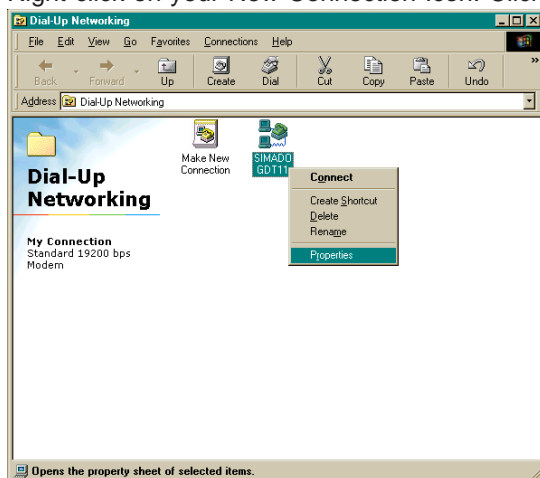 Right click on your New Connection icon. Click
Dial-Up Networking
File Edit View Go Favorites Connections Help
Back Forward Up Create Dial Cut Copy Paste Undo »
Address Dial-Up Networking
Make New Connection
SIMADO GDT11
Dial-Up
Networking
My Connection
Standard 19200 bps
Modem
Connect
Create Shortcut
Delete
Rename
Properties
Opens the property sheet of selected items.